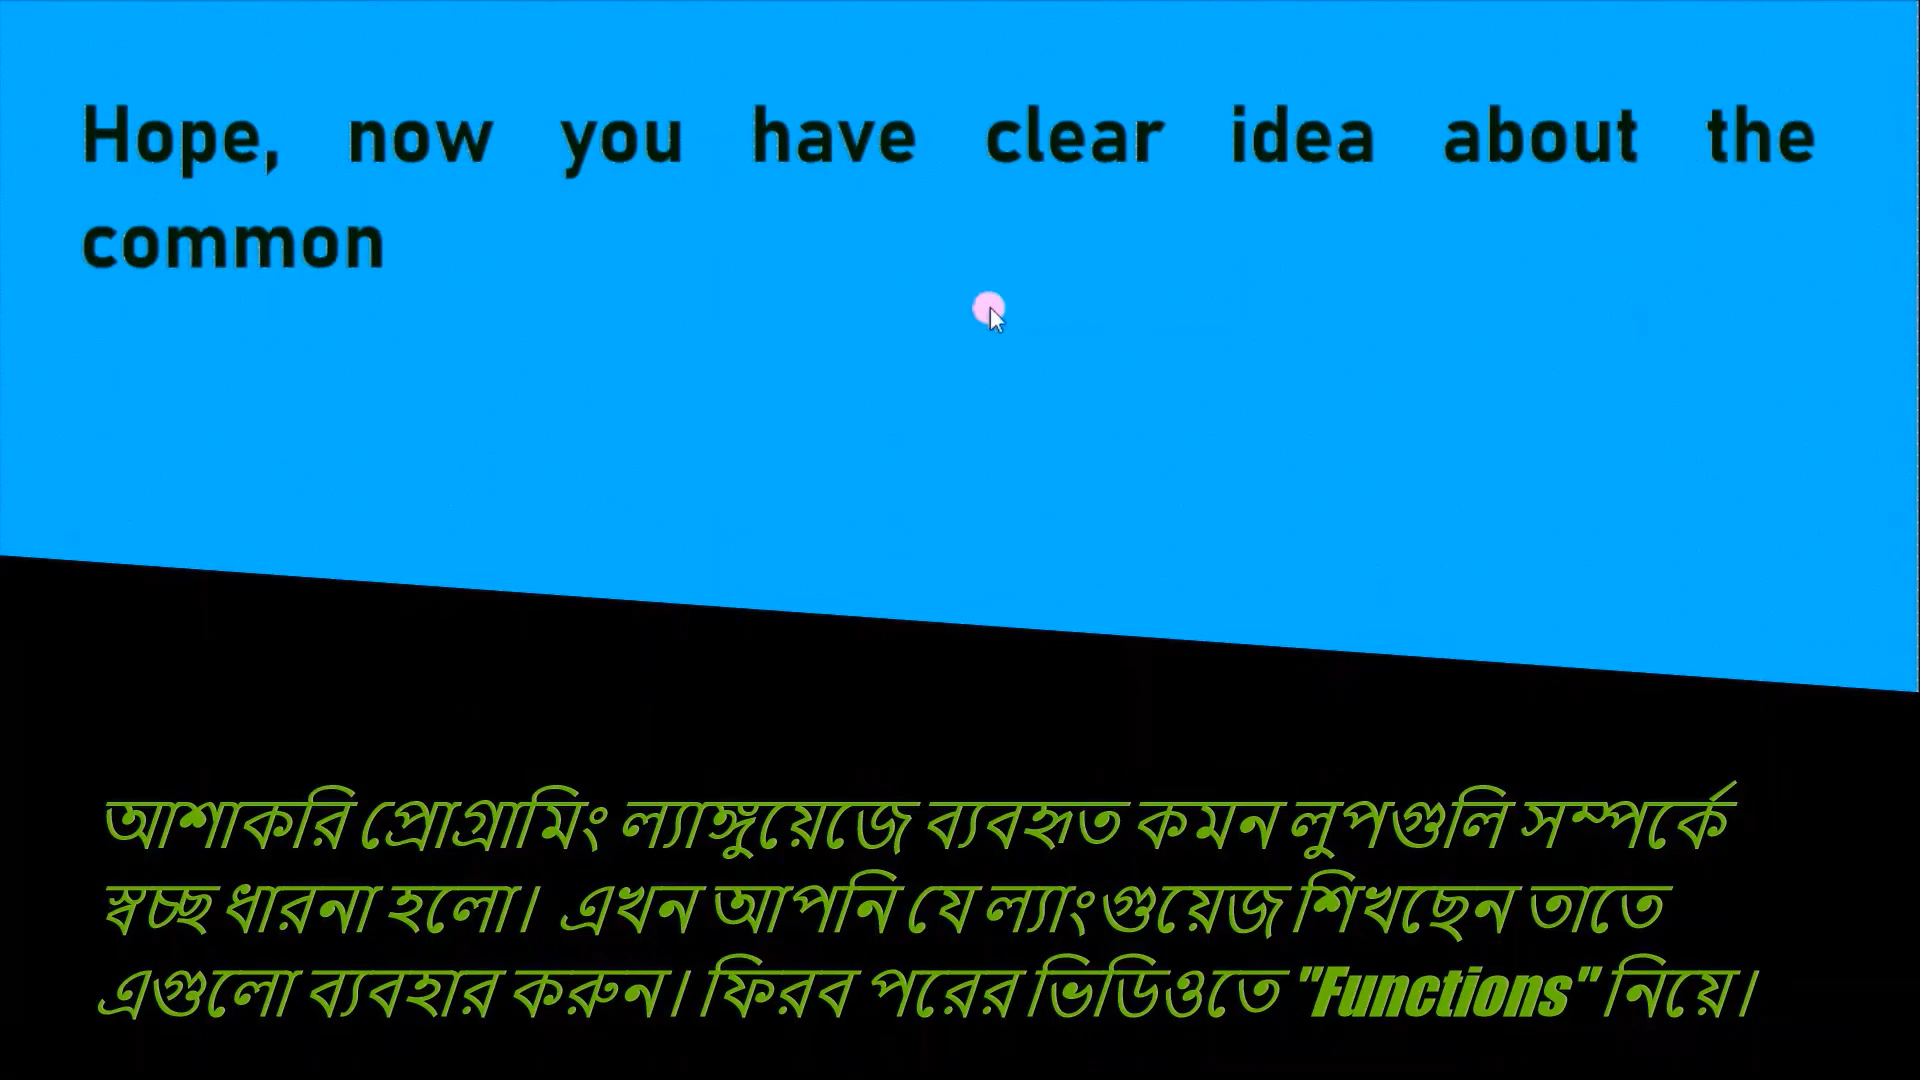 Hope, now you have clear idea about the
common
আশাকরি প্রোগ্রামিং ল্যাঙ্গুয়েজে ব্যবহৃত কমন লুপগুলি সম্পর্কে
স্বচ্ছ ধারনা হলো। এখন আপনি যে ল্যাংগুয়েজ শিখছেন তাতে
এগুলো ব্যবহার করুন। ফিরব পরের ভিডিওতে "Functions" নিয়ে।